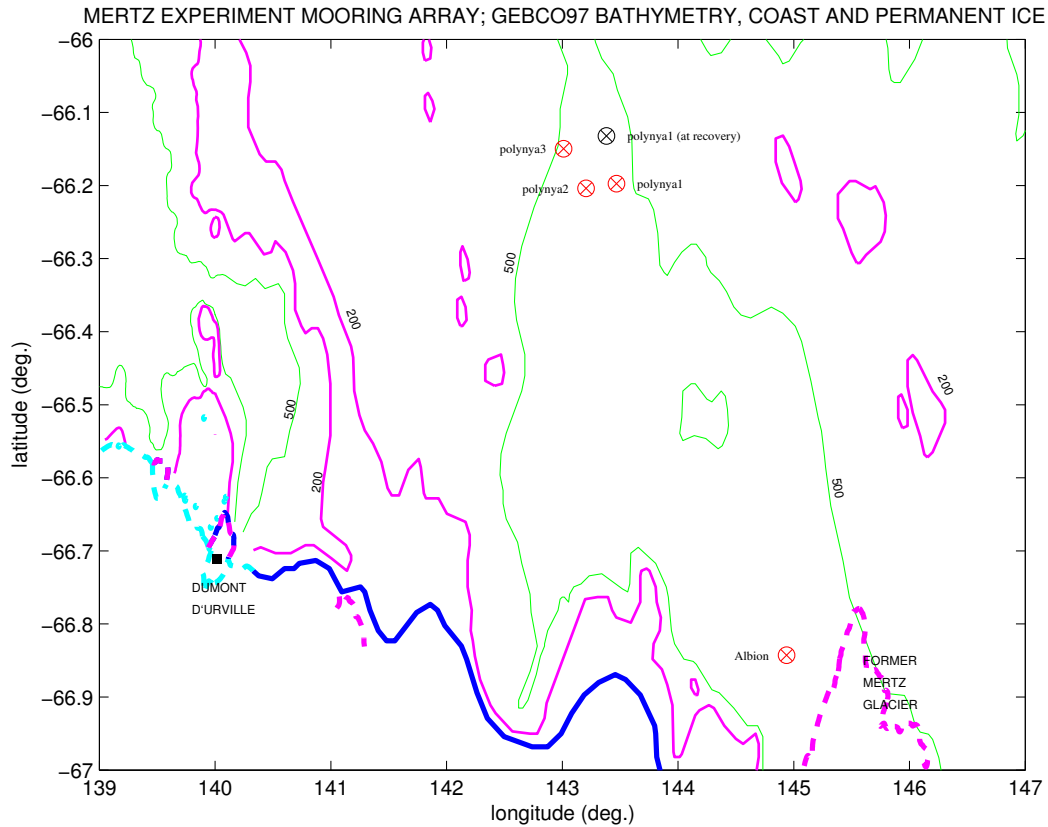 MERTZ EXPERIMENT MOORING ARRAY; GEBCO97 BATHYMETRY, COAST AND PERMANENT ICE
−66
−66.1
−66.2
−66.3
−66.4
−66.5
−66.6
−66.7
−66.8
−66.9
−67
latitude (deg.)
polynya1 (at recovery)
polynya3
polynya2
polynya1
500
200
200
500
200
500
DUMONT
D'URVILLE
Albion
FORMER
MERTZ
GLACIER
139
140
141
142
143
144
145
146
147
longitude (deg.)